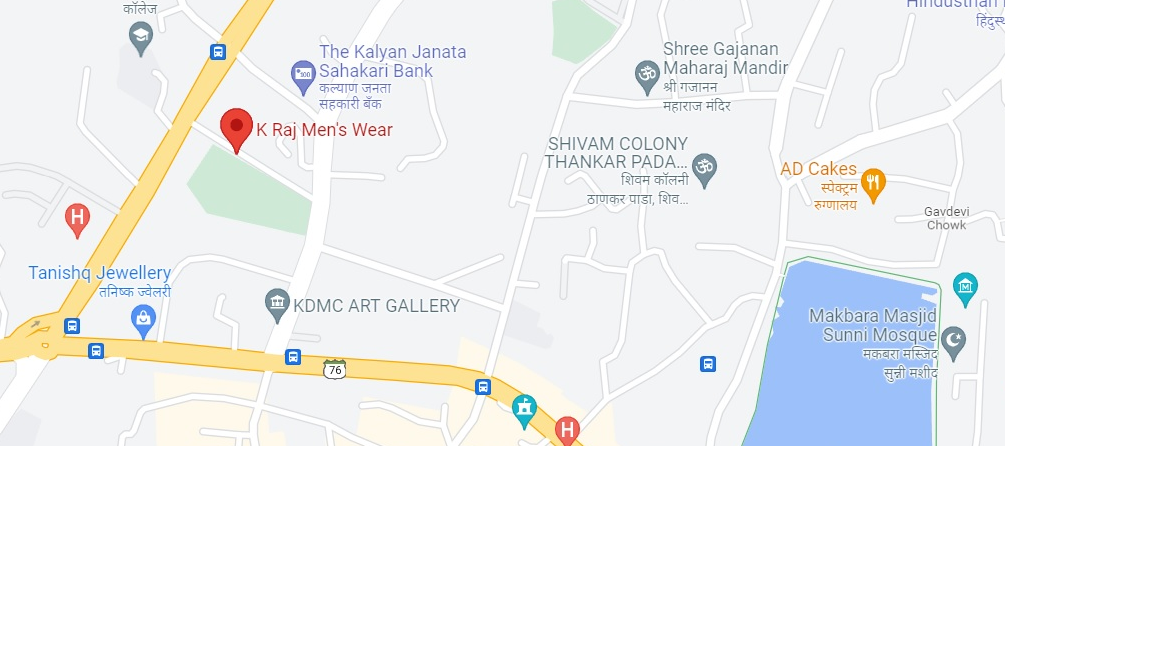 कॉलेज
The Kalyan Janata
Sahakari Bank
कल्याण जनता
सहकारी बँक
K Raj Men's Wear
Shree Gajanan
Maharaj Mandir
श्री गजानन
महाराज मंदिर
SHIVAM COLONY
THANKAR PADA...
शिवम कॉलनी
ठाणकर पाडा, शिव...
AD Cakes
स्पेक्ट्रम
रुग्णालय
Gavdevi
Chowk
H
Tanishq Jewellery
तनिष्क ज्वेलरी
KDMC ART GALLERY
76
Makbara Masjid
Sunni Mosque
मकबरा मस्जिद
सुन्नी मशीद
H